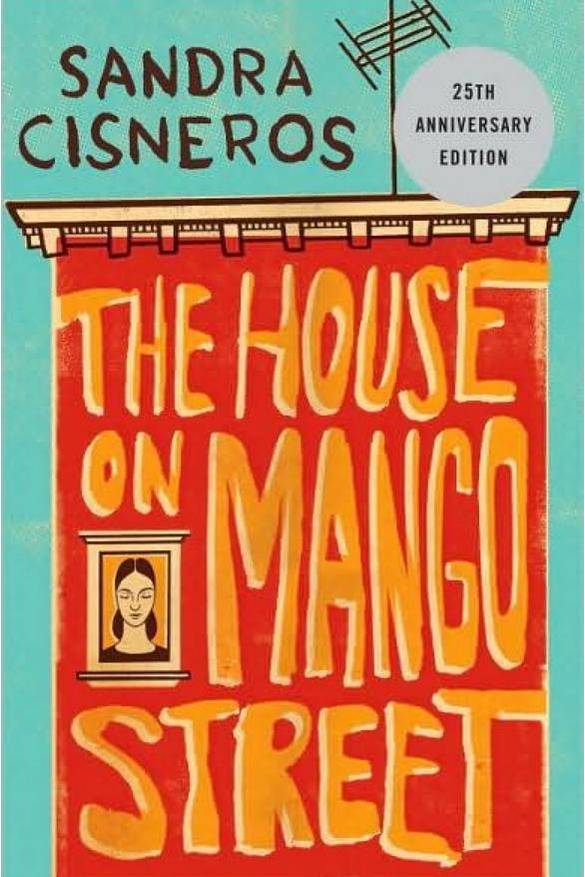 SANDRA
CISNEROS
25TH
ANNIVERSARY
EDITION
THE HOUSE
ON MANGO
STREET